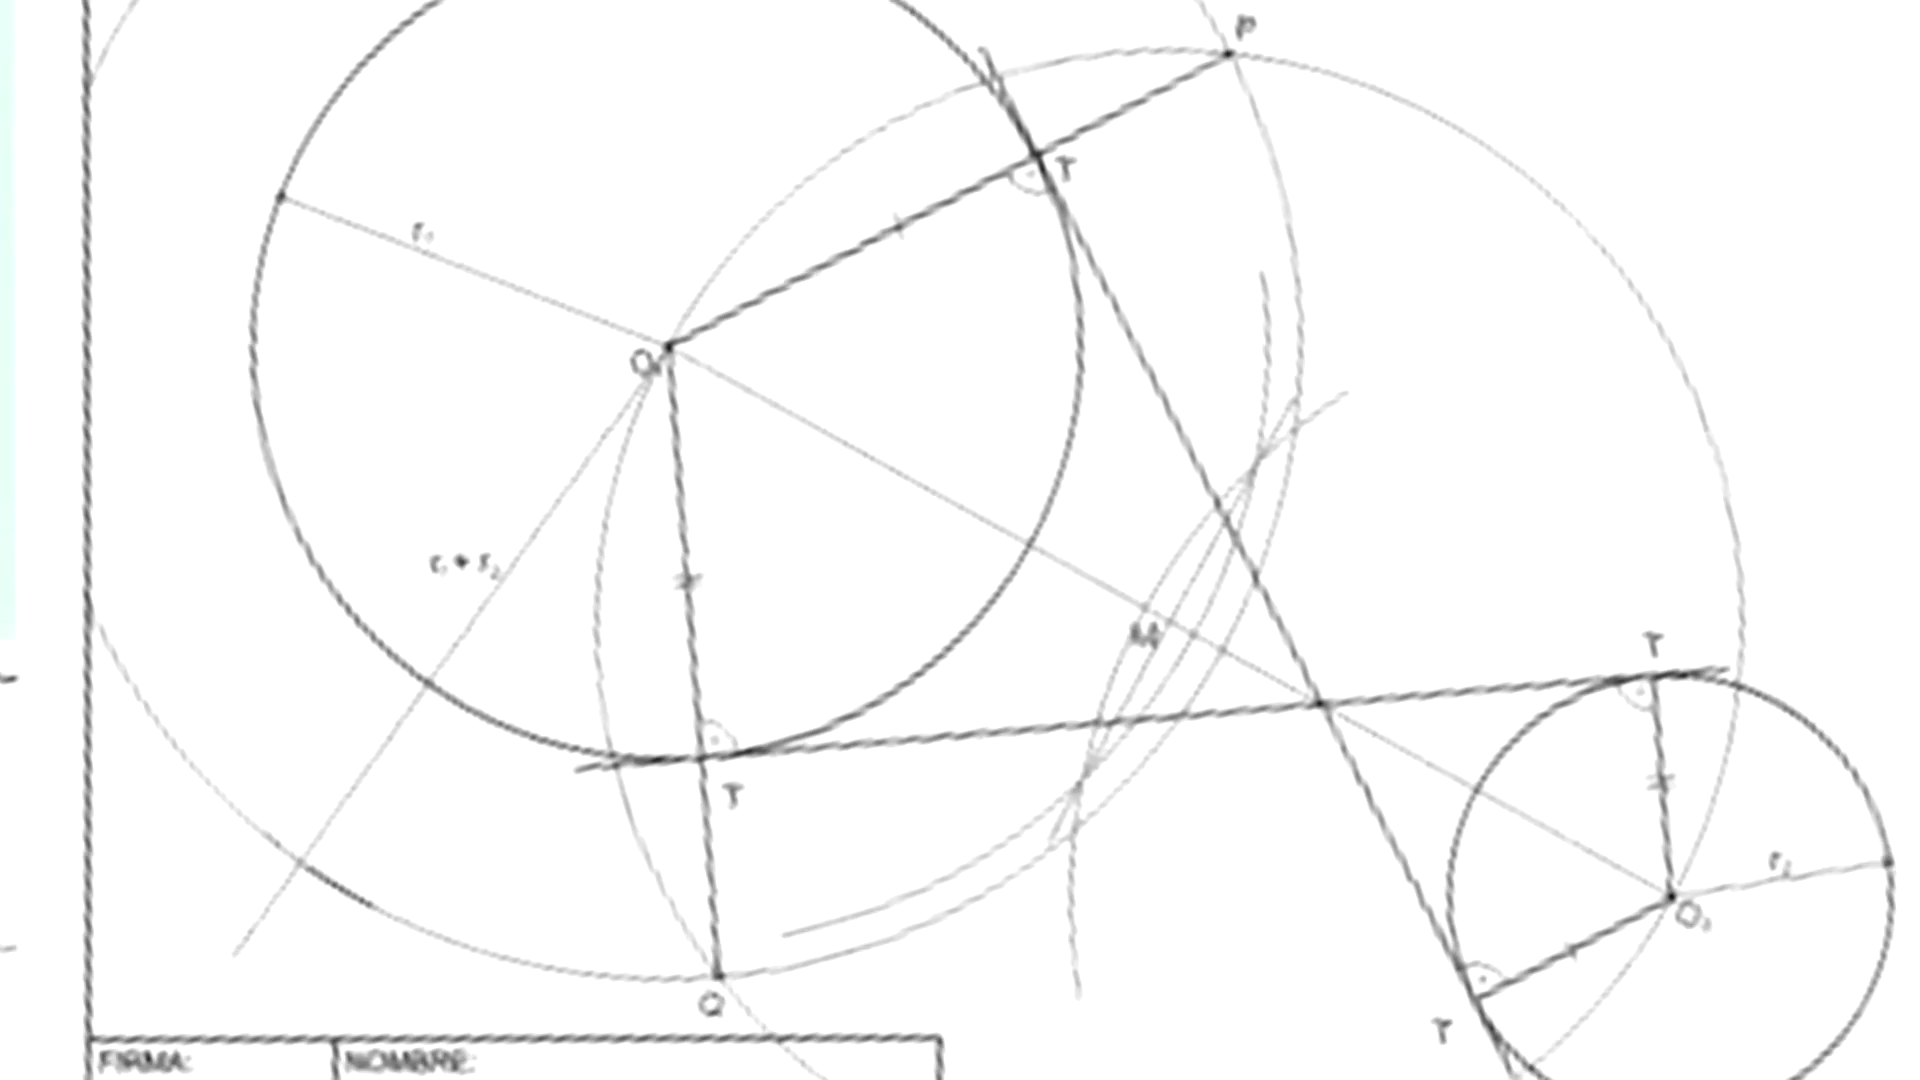 P
T
r₁
O₁
r₁ + r₂
M
T
T
r₂
O₂
Q
T
FIRMA:
NOMBRE: